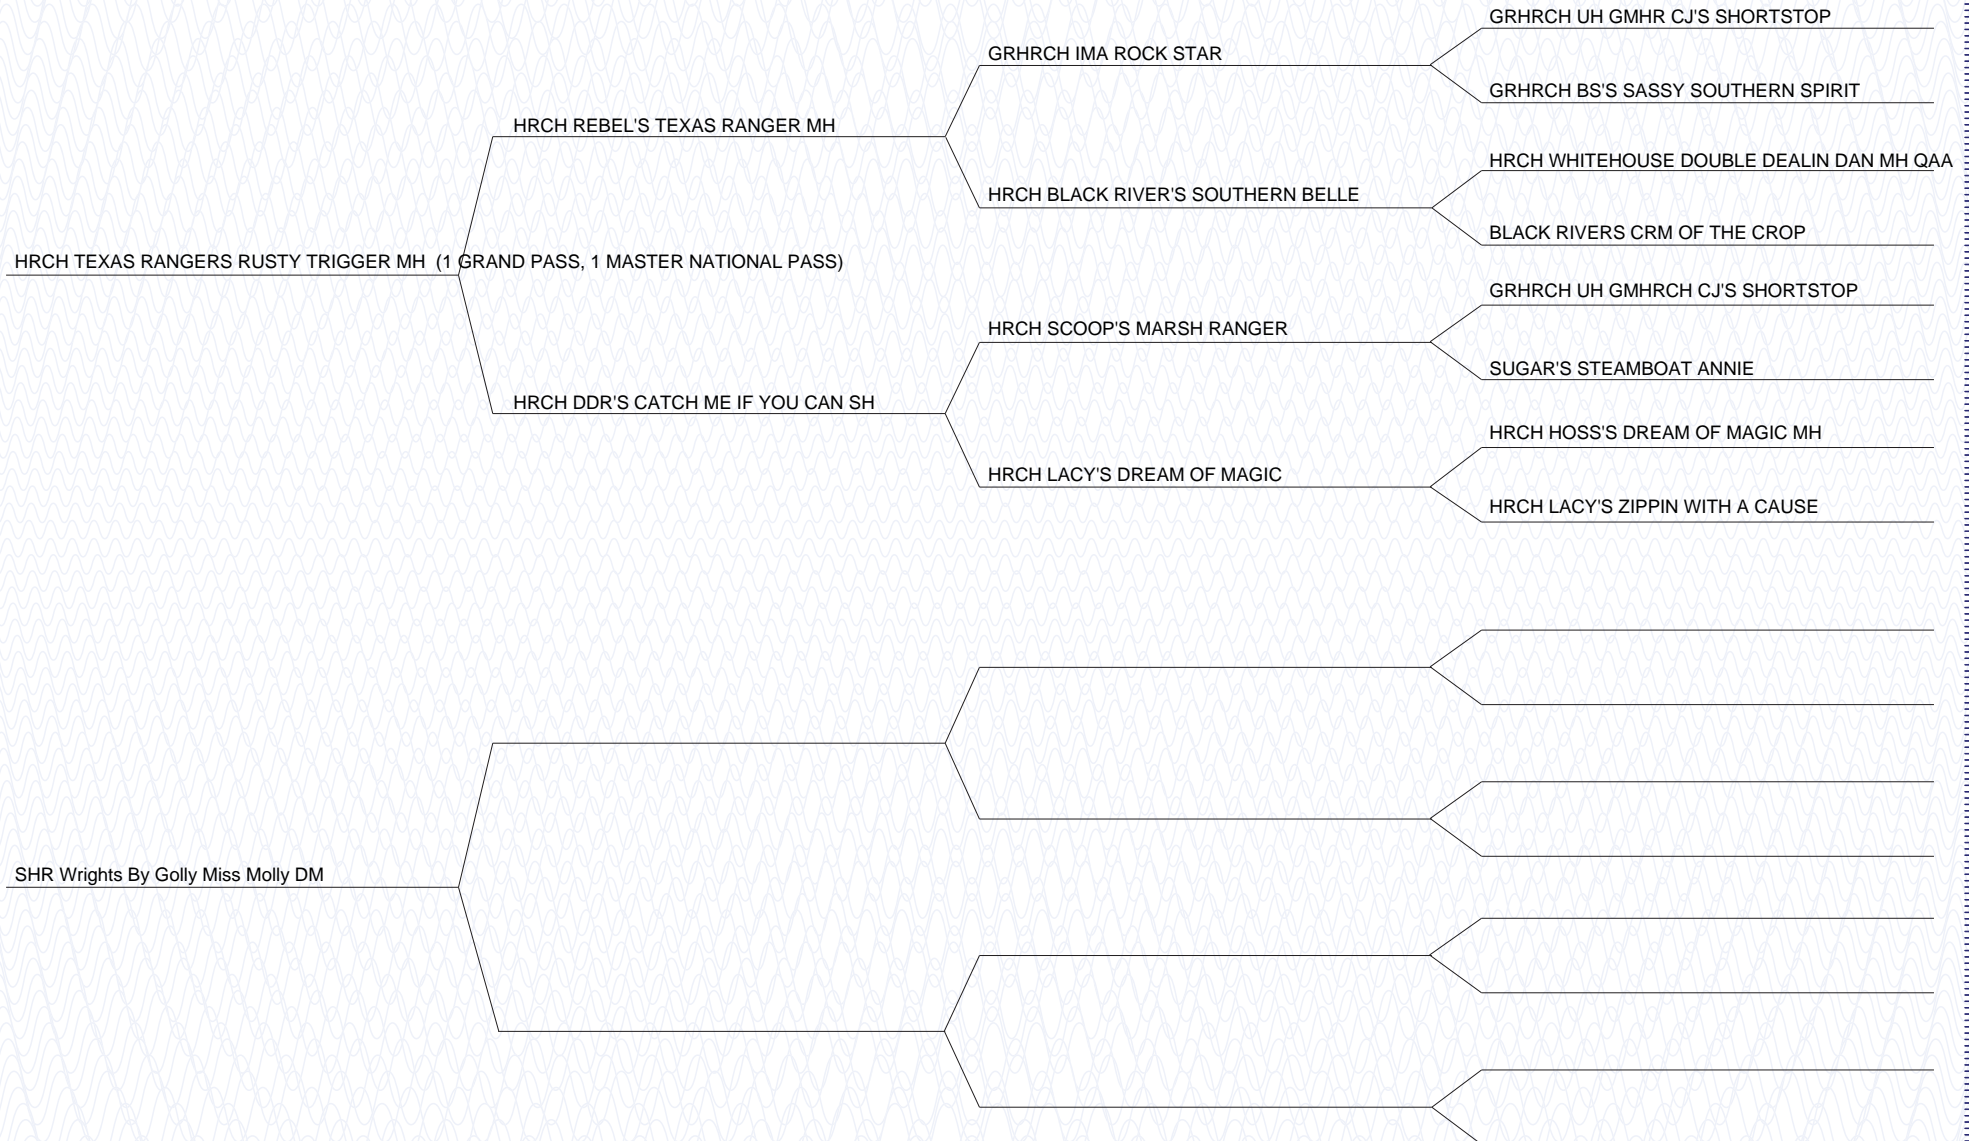 GRHRCH UH GMHR CJ'S SHORTSTOP
GRHRCH IMA ROCK STAR
GRHRCH BS'S SASSY SOUTHERN SPIRIT
HRCH REBEL'S TEXAS RANGER MH
HRCH WHITEHOUSE DOUBLE DEALIN DAN MH QAA
HRCH BLACK RIVER'S SOUTHERN BELLE
BLACK RIVERS CRM OF THE CROP
HRCH TEXAS RANGERS RUSTY TRIGGER MH (1 GRAND PASS, 1 MASTER NATIONAL PASS)
GRHRCH UH GMHRCH CJ'S SHORTSTOP
HRCH SCOOP'S MARSH RANGER
SUGAR'S STEAMBOAT ANNIE
HRCH DDR'S CATCH ME IF YOU CAN SH
HRCH HOSS'S DREAM OF MAGIC MH
HRCH LACY'S DREAM OF MAGIC
HRCH LACY'S ZIPPIN WITH A CAUSE
SHR Wrights By Golly Miss Molly DM